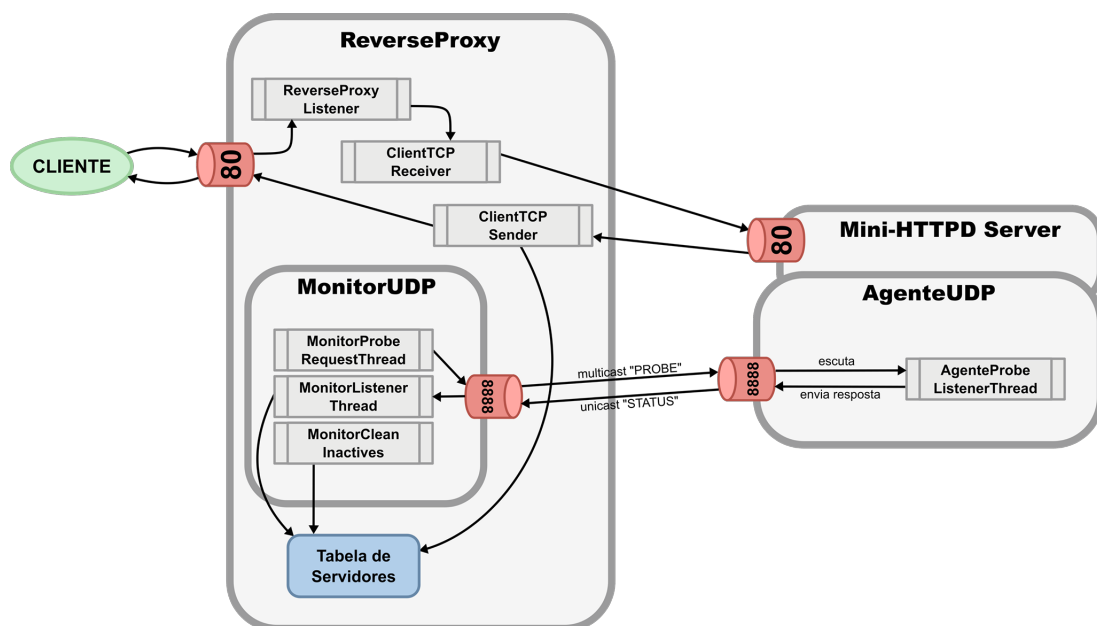 ReverseProxy
ReverseProxy
Listener
ClientTCP
Receiver
CLIENTE
80
ClientTCP
Sender
80
Mini-HTTPD Server
MonitorUDP
AgenteUDP
MonitorProbe
RequestThread
MonitorListener
Thread
MonitorClean
Inactives
8888
multicast "PROBE"
unicast "STATUS"
8888
escuta
envia resposta
AgenteProbe
ListenerThread
Tabela de
Servidores